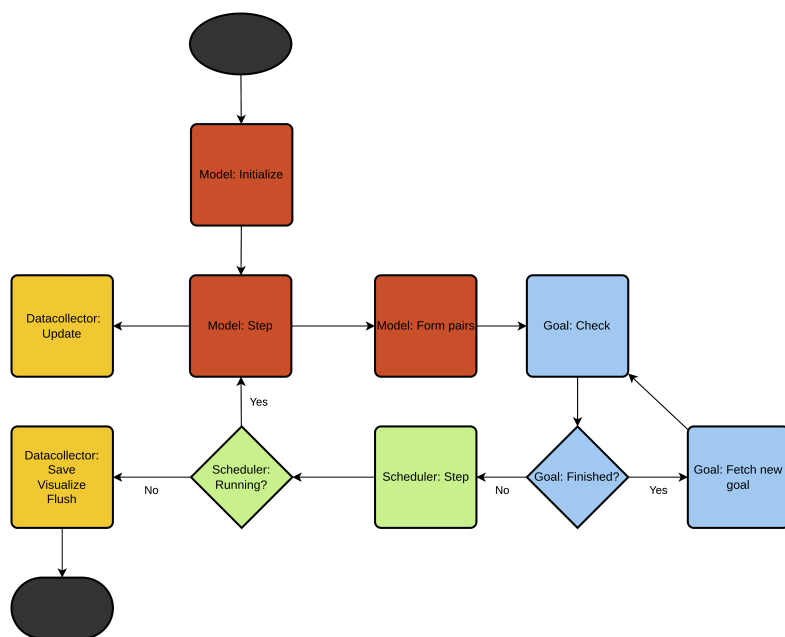 Model: Initialize
Datacollector:
Update
Model: Step
Model: Form pairs
Goal: Check
Yes
Datacollector:
Save
Visualize
Flush
No
Scheduler:
Running?
Scheduler: Step
No
Goal: Finished?
Yes
Goal: Fetch new
goal